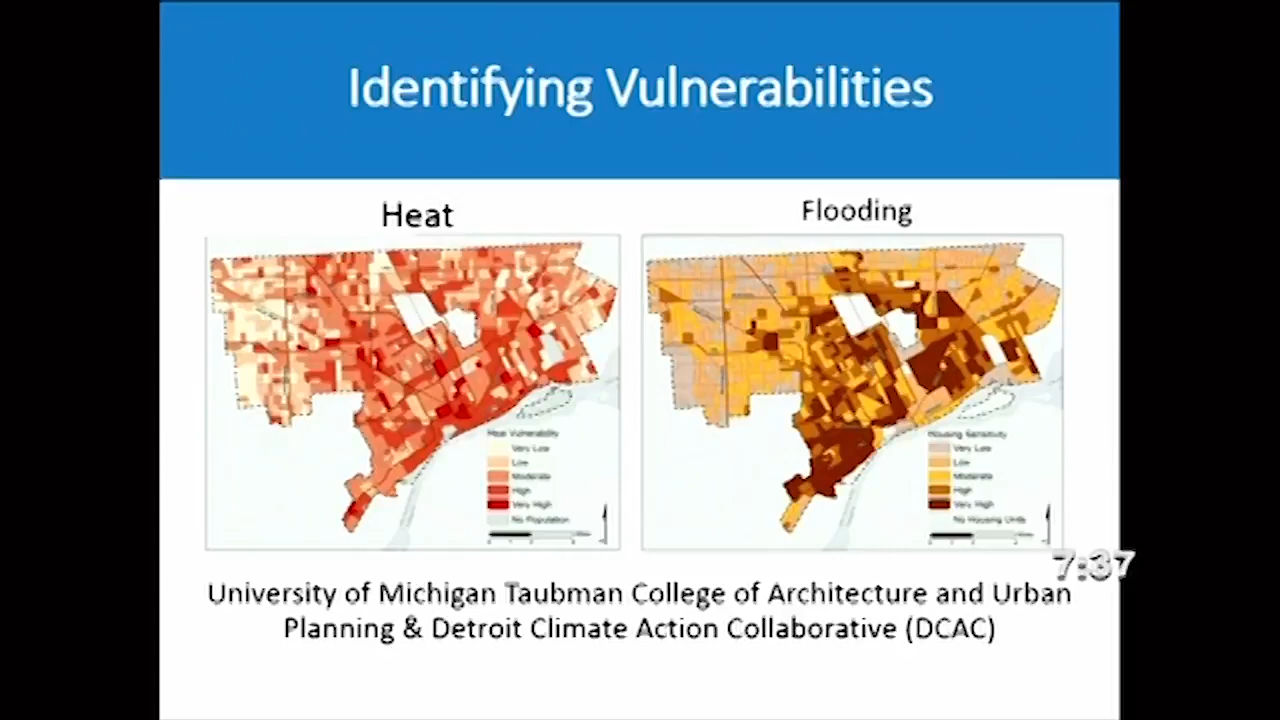 Identifying Vulnerabilities
Heat
Flooding
Heat Vulnerability
Very Low
Low
Moderate
High
Very High
No Population
Housing Sensitivity
Very Low
Low
Moderate
High
Very High
No Housing Units
7:37
University of Michigan Taubman College of Architecture and Urban
Planning & Detroit Climate Action Collaborative (DCAC)